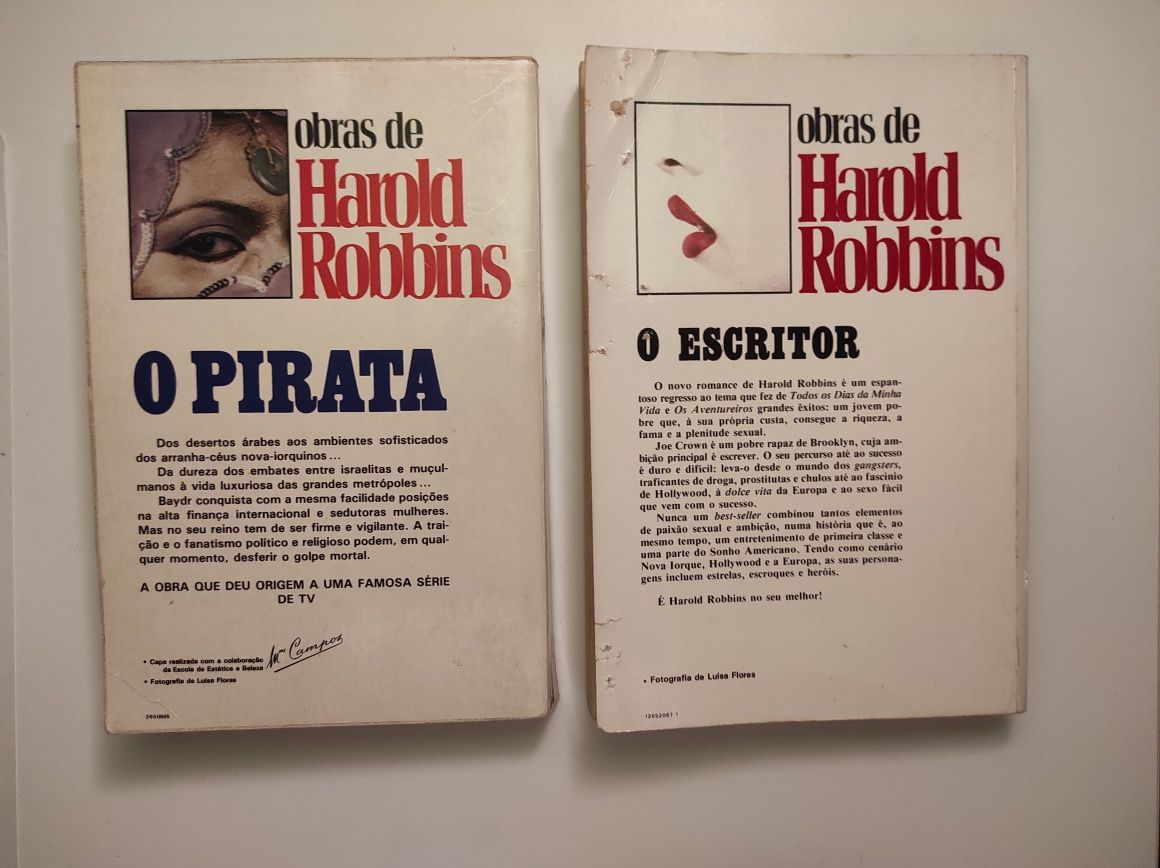 obras de
Harold
Robbins
O PIRATA
Dos desertos árabes aos ambientes sofisticados
dos arranha-céus nova-iorquinos...
Da dureza dos embates entre israelitas e muçul-
manos à vida luxuriosa das grandes metrópoles...
Baydr conquista com a mesma facilidade posições
na alta finança internacional e sedutoras mulheres.
Mas no seu reino tem de ser firme e vigilante. A trai-
ção e o fanatismo político e religioso podem, em qual-
quer momento, desferir o golpe mortal.
A OBRA QUE DEU ORIGEM A UMA FAMOSA SÉRIE
DE TV
• Capa realizada com a colaboração
da Escola de Estética e Beleza
Mª Campos
• Fotografia de Luísa Flores
2650885
obras de
Harold
Robbins
O ESCRITOR
O novo romance de Harold Robbins é um espan-
toso regresso ao tema que fez de Todos os Dias da Minha
Vida e Os Aventureiros grandes êxitos: um jovem po-
bre que, à sua própria custa, consegue a riqueza, a
fama e a plenitude sexual.
Joe Crown é um pobre rapaz de Brooklyn, cuja am-
bição principal é escrever. O seu percurso até ao sucesso
é duro e difícil: leva-o desde o mundo dos gangsters,
traficantes de droga, prostitutas e chulos até ao fascínio
de Hollywood, à dolce vita da Europa e ao sexo fácil
que vem com o sucesso.
Nunca um best-seller combinou tantos elementos
de paixão sexual e ambição, numa história que é, ao
mesmo tempo, um entretenimento de primeira classe e
uma parte do Sonho Americano. Tendo como cenário
Nova Iorque, Hollywood e a Europa, as suas persona-
gens incluem estrelas, escroques e heróis.
É Harold Robbins no seu melhor!
• Fotografia de Luísa Flores
12692087 1